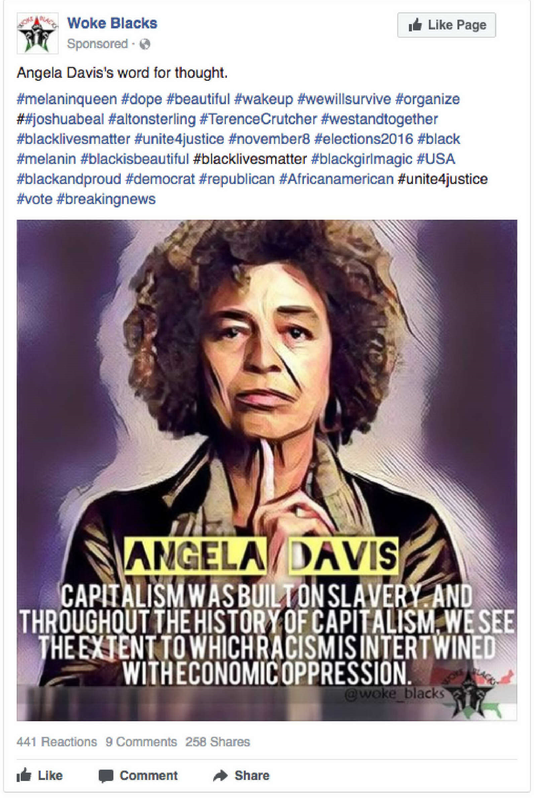 Woke Blacks
Like Page
Sponsored ·
Angela Davis's word for thought.
#melaninqueen #dope #beautiful #wakeup #wewillsurvive #organize
##joshuabeal #altonsterling #TerenceCrutcher #westandtogether
#blacklivesmatter #unite4justice #november8 #elections2016 #black
#melanin #blackisbeautiful #blacklivesmatter #blackgirlmagic #USA
#blackandproud #democrat #republican #Africanamerican #unite4justice
#vote #breakingnews
ANGELA DAVIS
CAPITALISM WAS BUILT ON SLAVERY. AND
THROUGHOUT THE HISTORY OF CAPITALISM, WE SEE
THE EXTENT TO WHICH RACISM IS INTERTWINED
WITH ECONOMIC OPPRESSION.
@woke_blacks
WOKE BLACKS
441 Reactions 9 Comments 258 Shares
Like Comment Share